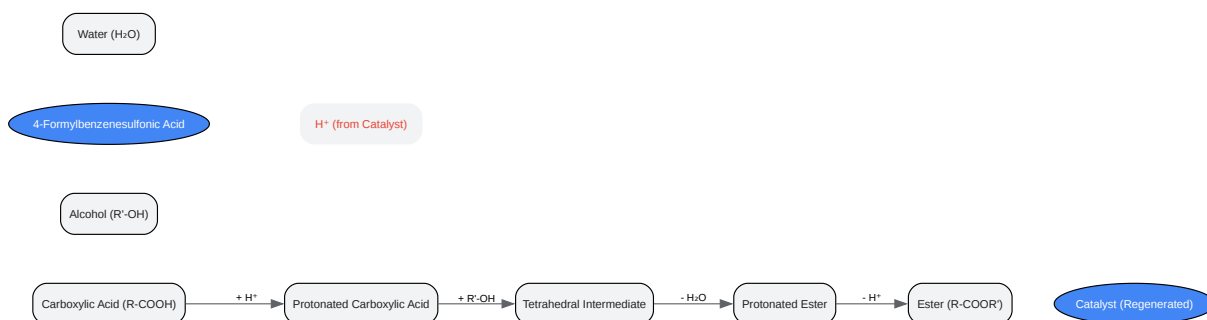 Water (H₂O)
4-Formylbenzenesulfonic Acid
H⁺ (from Catalyst)
Alcohol (R'-OH)
Carboxylic Acid (R-COOH)
+ H⁺
Protonated Carboxylic Acid
+ R'-OH
Tetrahedral Intermediate
- H₂O
Protonated Ester
- H⁺
Ester (R-COOR')
Catalyst (Regenerated)